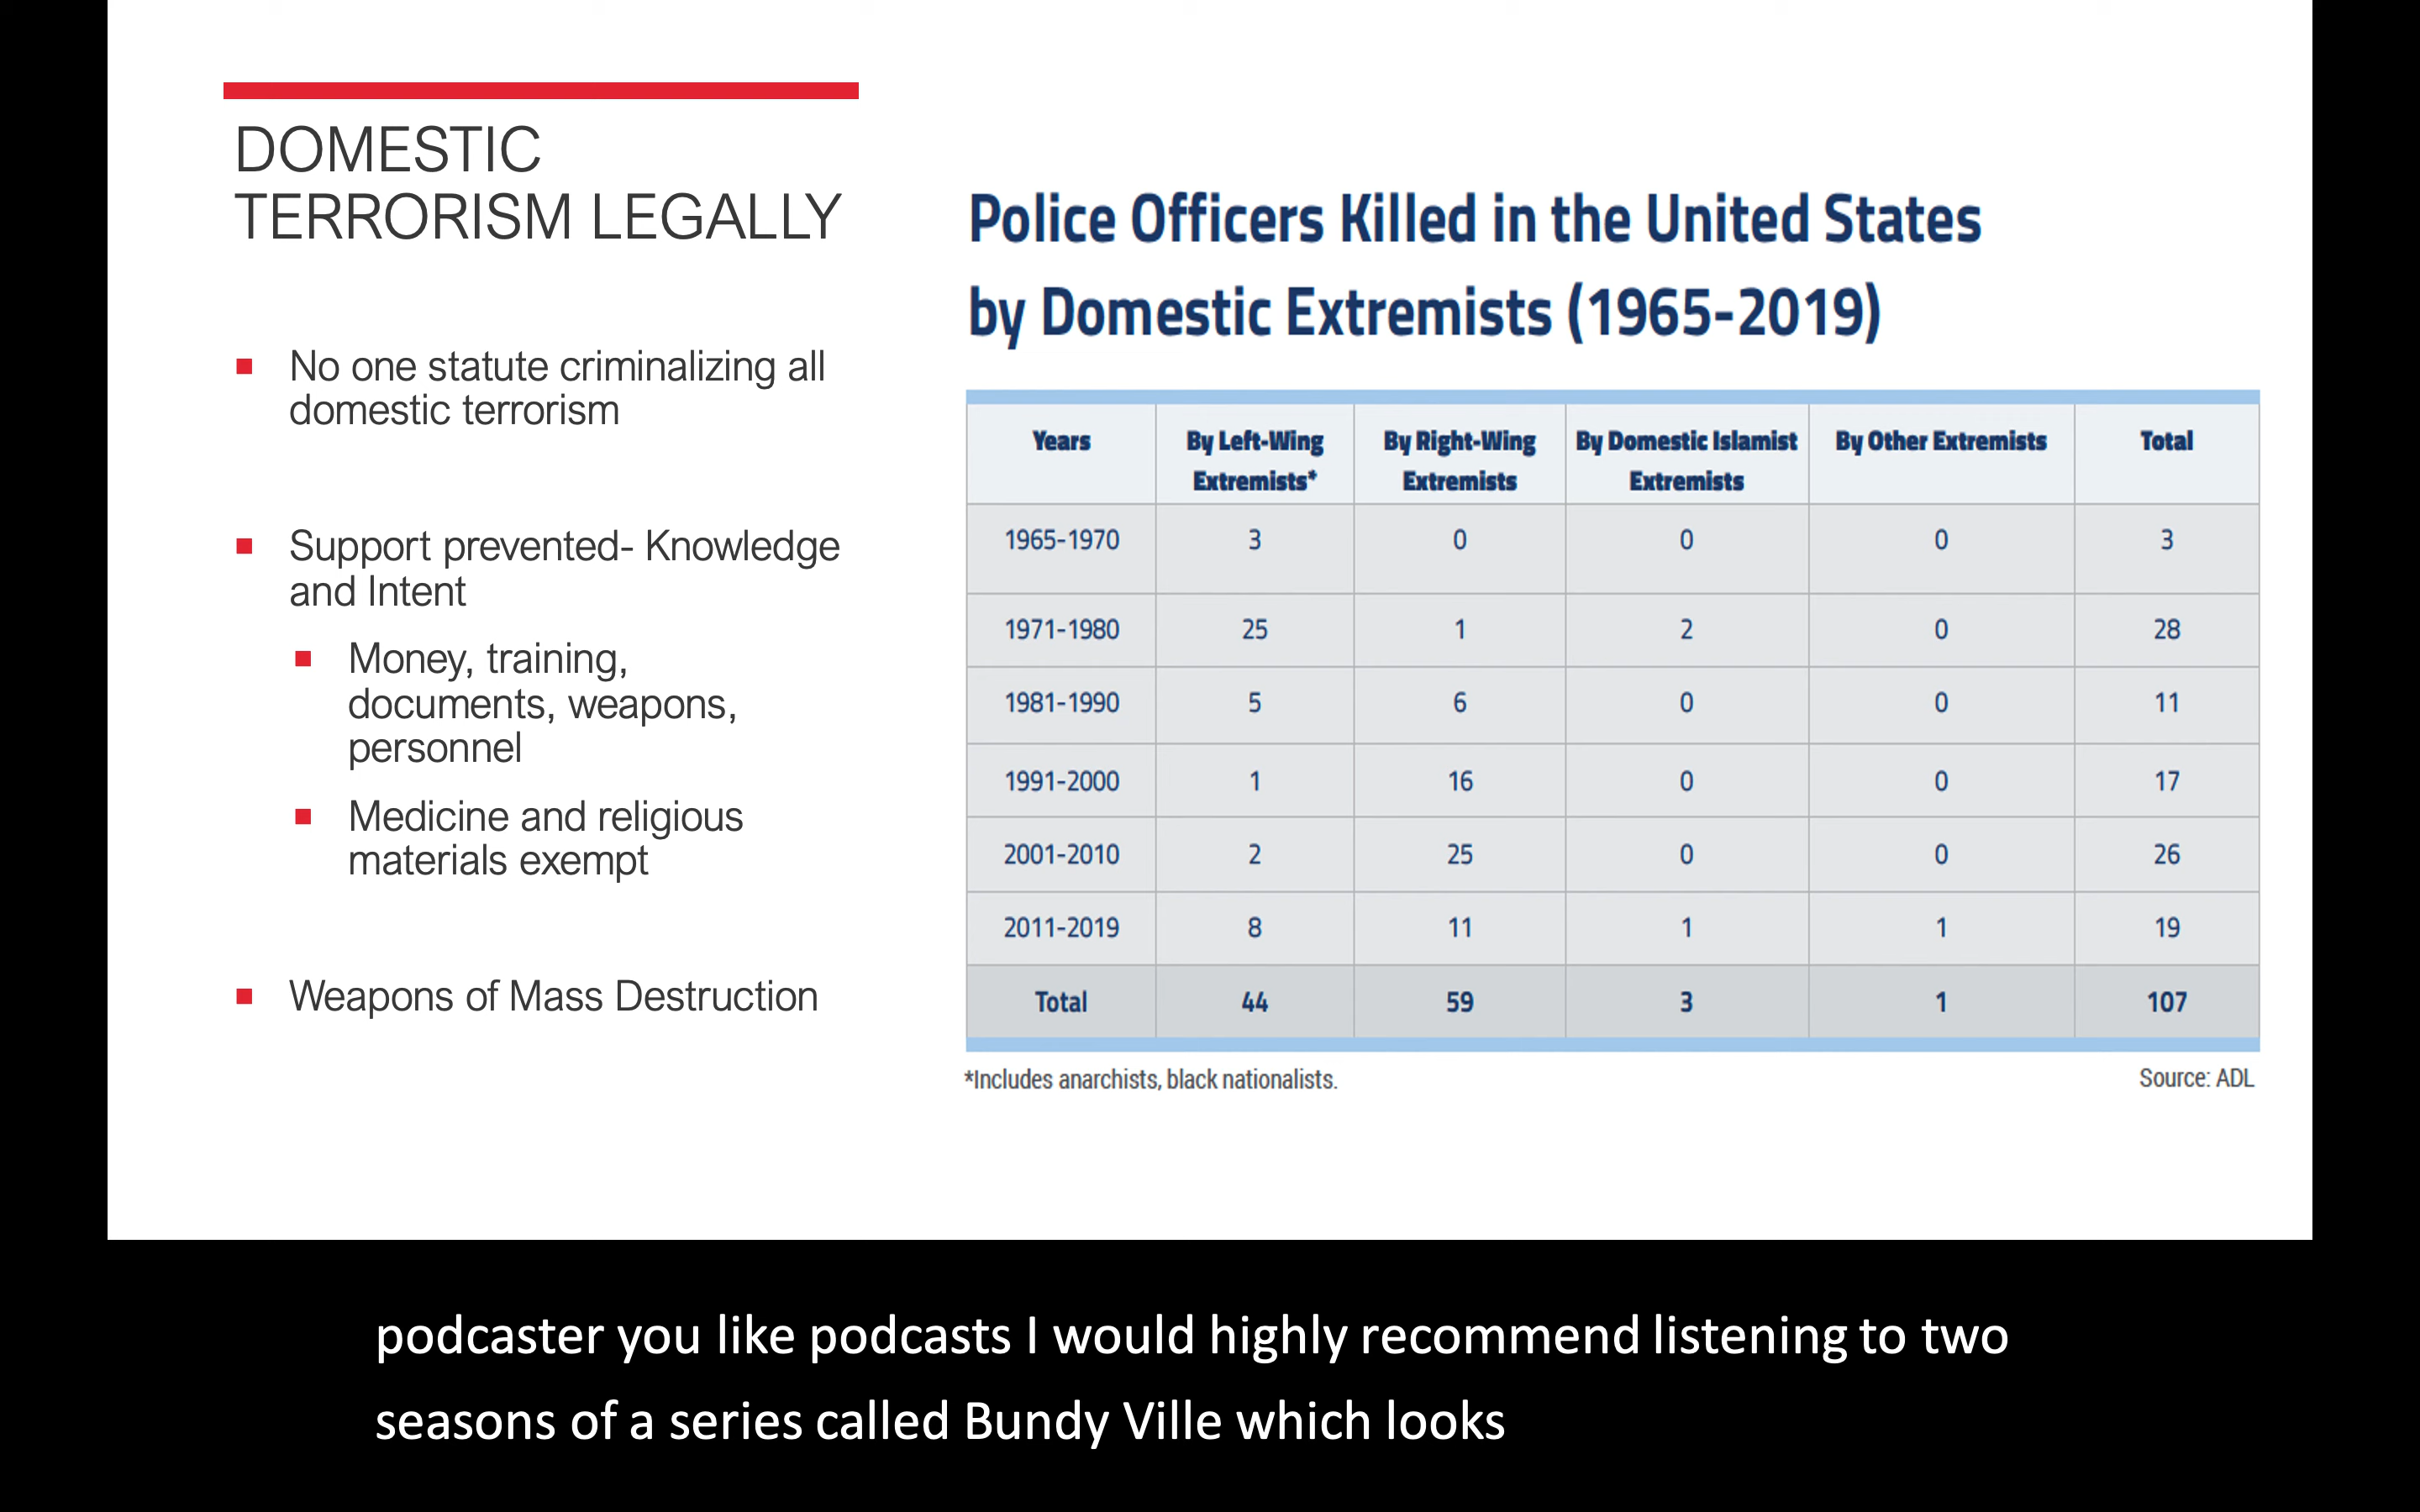 DOMESTIC
TERRORISM LEGALLY
No one statute criminalizing all
domestic terrorism
Support prevented- Knowledge
and Intent
Money, training,
documents, weapons,
personnel
Medicine and religious
materials exempt
Weapons of Mass Destruction
Police Officers Killed in the United States
by Domestic Extremists (1965-2019)
Years By Left-Wing Extremists* By Right-Wing Extremists By Domestic Islamist Extremists By Other Extremists Total
1965-1970 3 0 0 0 3
1971-1980 25 1 2 0 28
1981-1990 5 6 0 0 11
1991-2000 1 16 0 0 17
2001-2010 2 25 0 0 26
2011-2019 8 11 1 1 19
Total 44 59 3 1 107
*Includes anarchists, black nationalists. Source: ADL
podcaster you like podcasts I would highly recommend listening to two
seasons of a series called Bundy Ville which looks